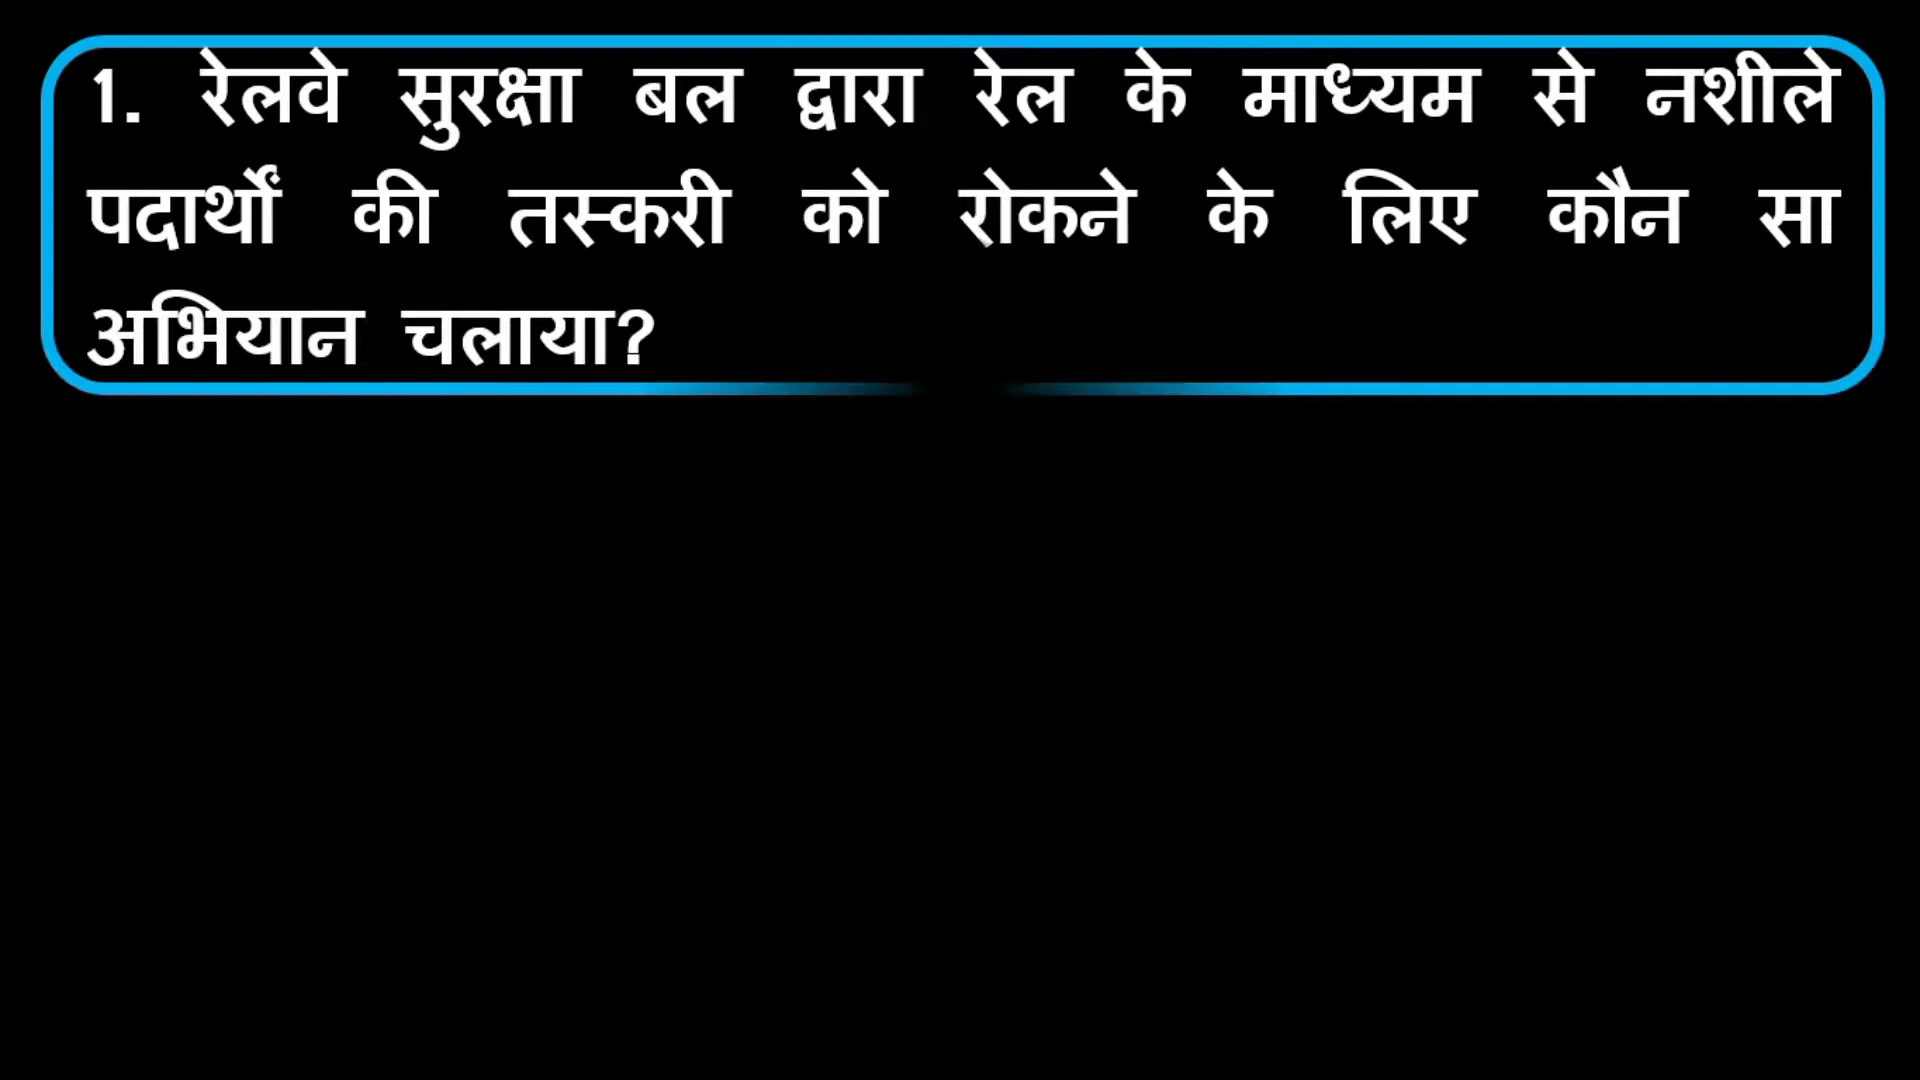 1. रेलवे सुरक्षा बल द्वारा रेल के माध्यम से नशीले
पदार्थों की तस्करी को रोकने के लिए कौन सा
अभियान चलाया?